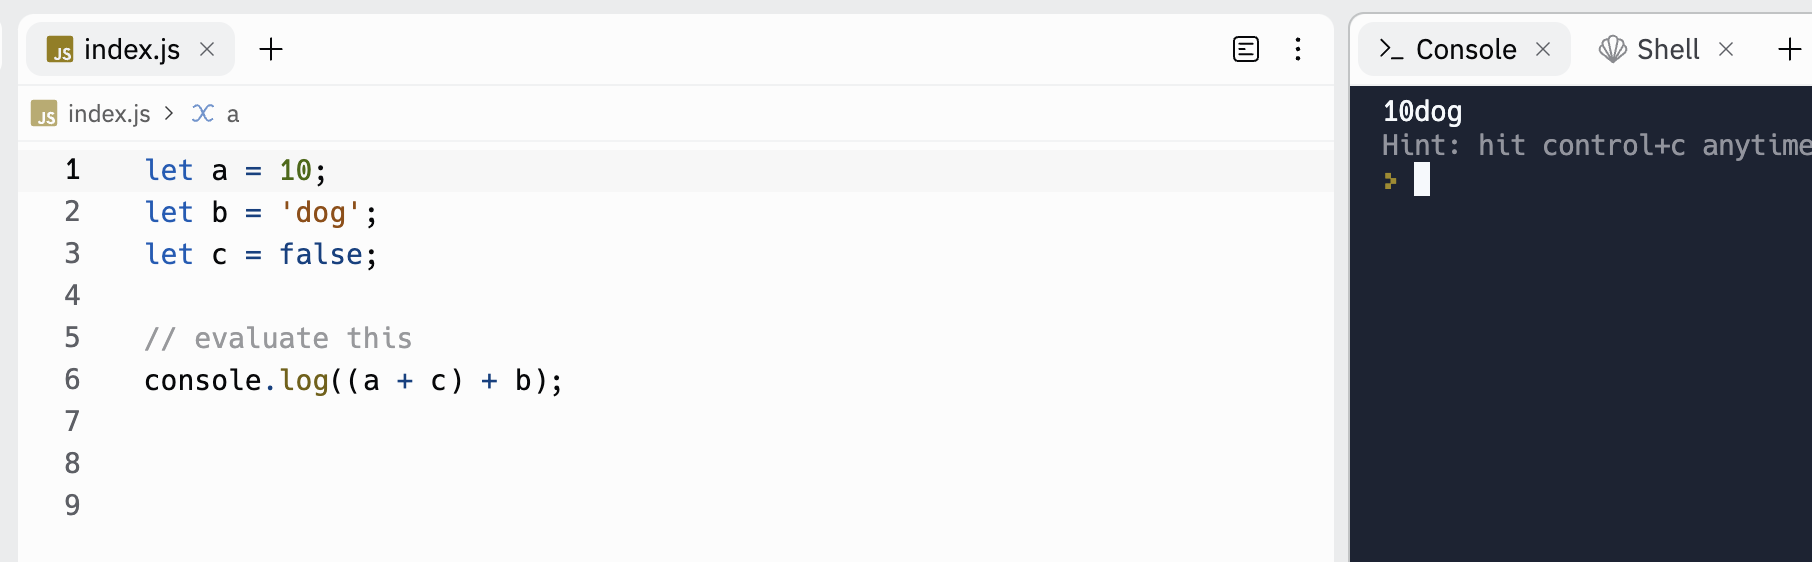 JS index.js
JS index.js > a
1 let a = 10;
2 let b = 'dog';
3 let c = false;
4
5 // evaluate this
6 console.log((a + c) + b);
7
8
9
>_ Console Shell
10dog
Hint: hit control+c anytime
>